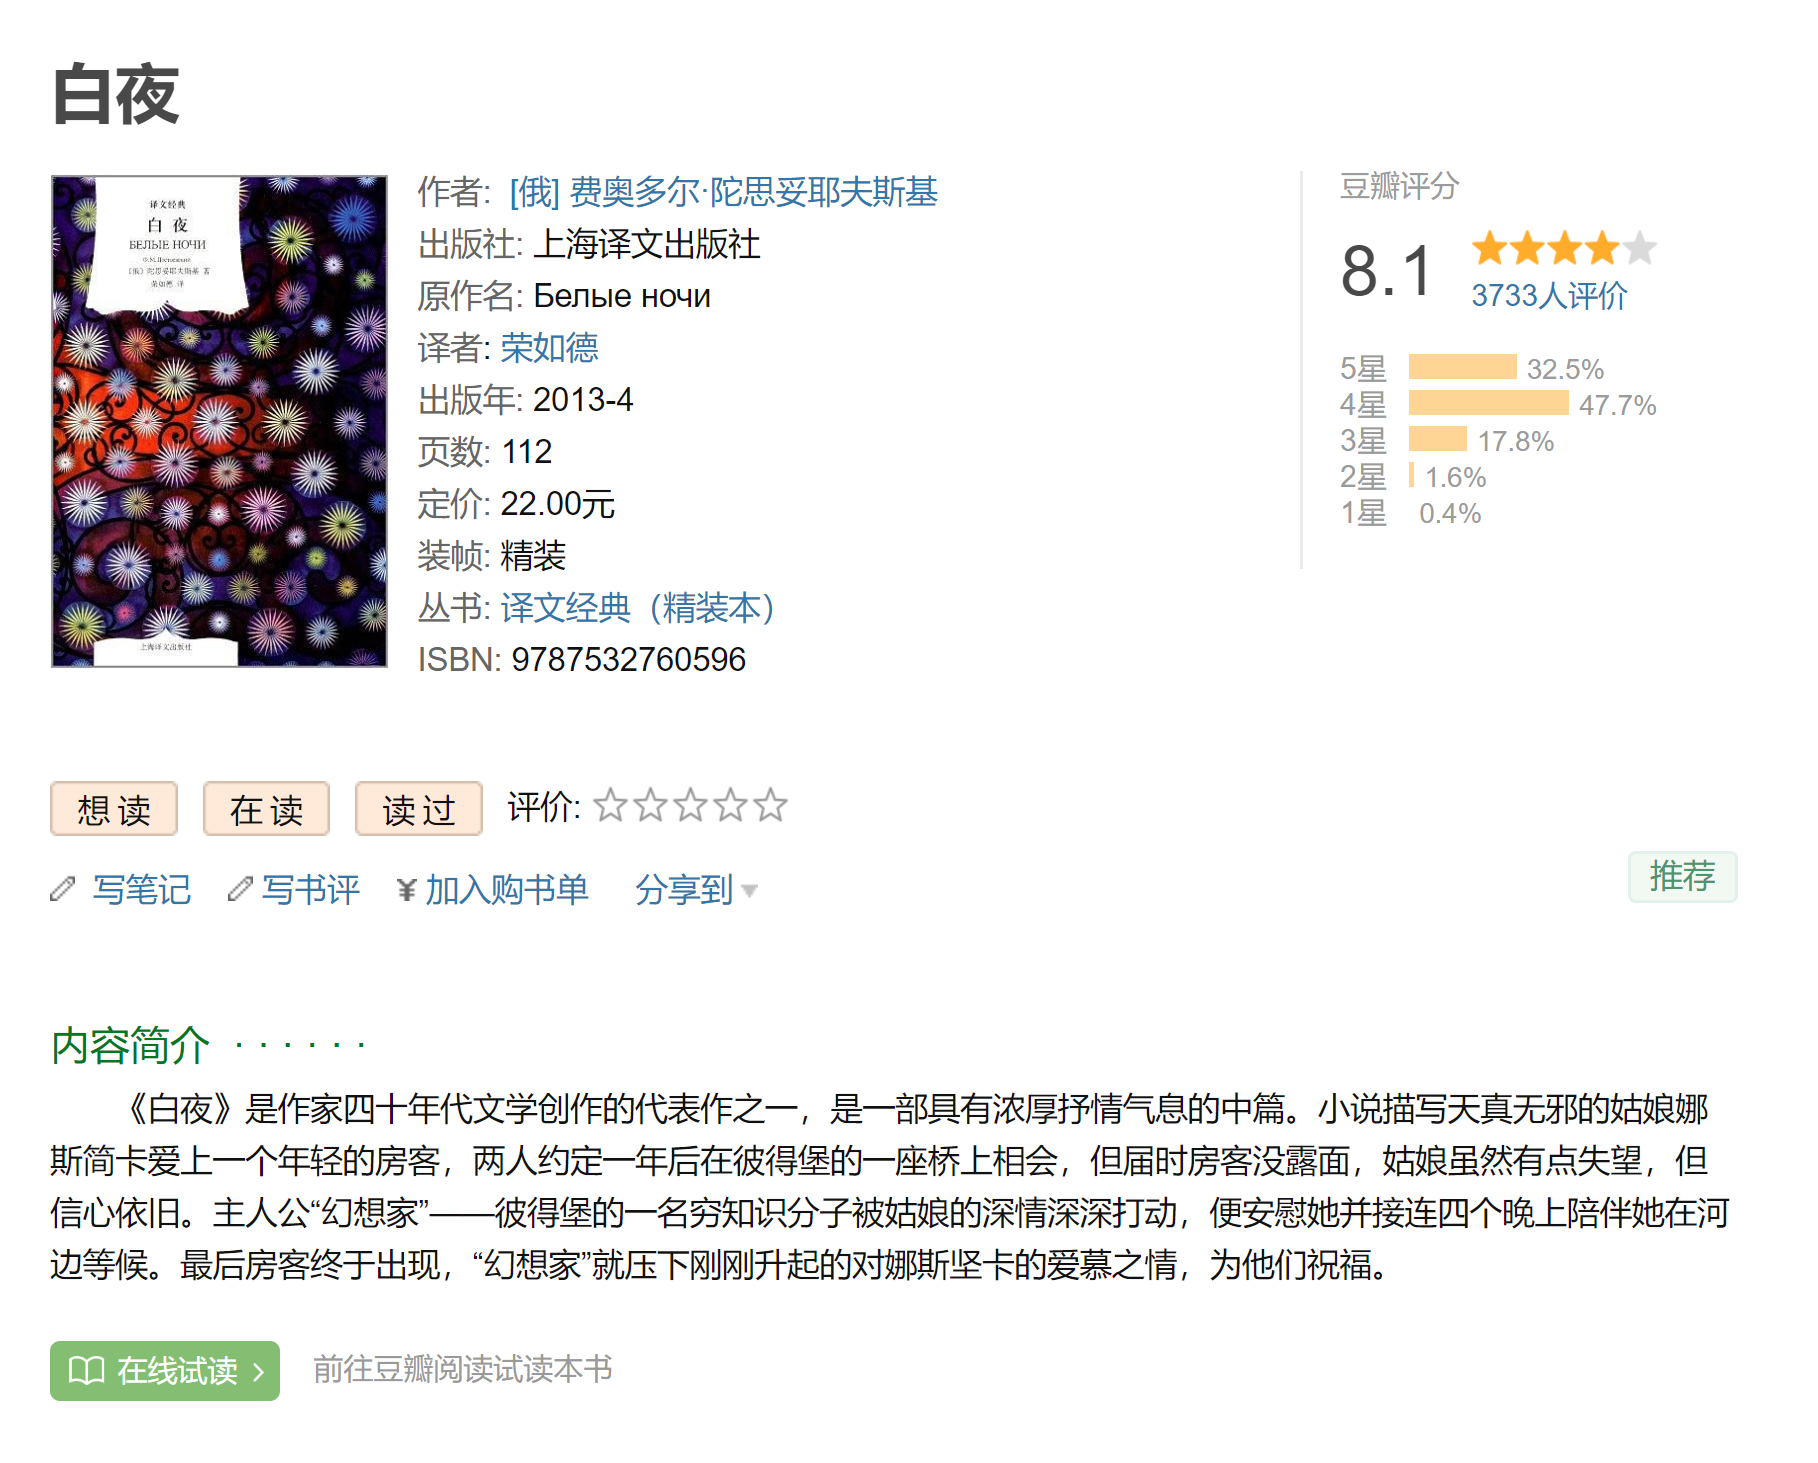 白夜
译文经典
白 夜
БЕЛЫЕ НОЧИ
Ф.М.Достоевский
〔俄〕陀思妥耶夫斯基 著
荣如德 译
上海译文出版社
作者: [俄] 费奥多尔·陀思妥耶夫斯基
出版社: 上海译文出版社
原作名: Белые ночи
译者: 荣如德
出版年: 2013-4
页数: 112
定价: 22.00元
装帧: 精装
丛书: 译文经典（精装本）
ISBN: 9787532760596
豆瓣评分
8.1
3733人评价
5星 32.5%
4星 47.7%
3星 17.8%
2星 1.6%
1星 0.4%
想读 在读 读过 评价:
写笔记 写书评 ¥加入购书单 分享到
推荐
内容简介 · · · · · ·
《白夜》是作家四十年代文学创作的代表作之一，是一部具有浓厚抒情气息的中篇。小说描写天真无邪的姑娘娜
斯简卡爱上一个年轻的房客，两人约定一年后在彼得堡的一座桥上相会，但届时房客没露面，姑娘虽然有点失望，但
信心依旧。主人公“幻想家”——彼得堡的一名穷知识分子被姑娘的深情深深打动，便安慰她并接连四个晚上陪伴她在河
边等候。最后房客终于出现，“幻想家”就压下刚刚升起的对娜斯坚卡的爱慕之情，为他们祝福。
在线试读 › 前往豆瓣阅读试读本书